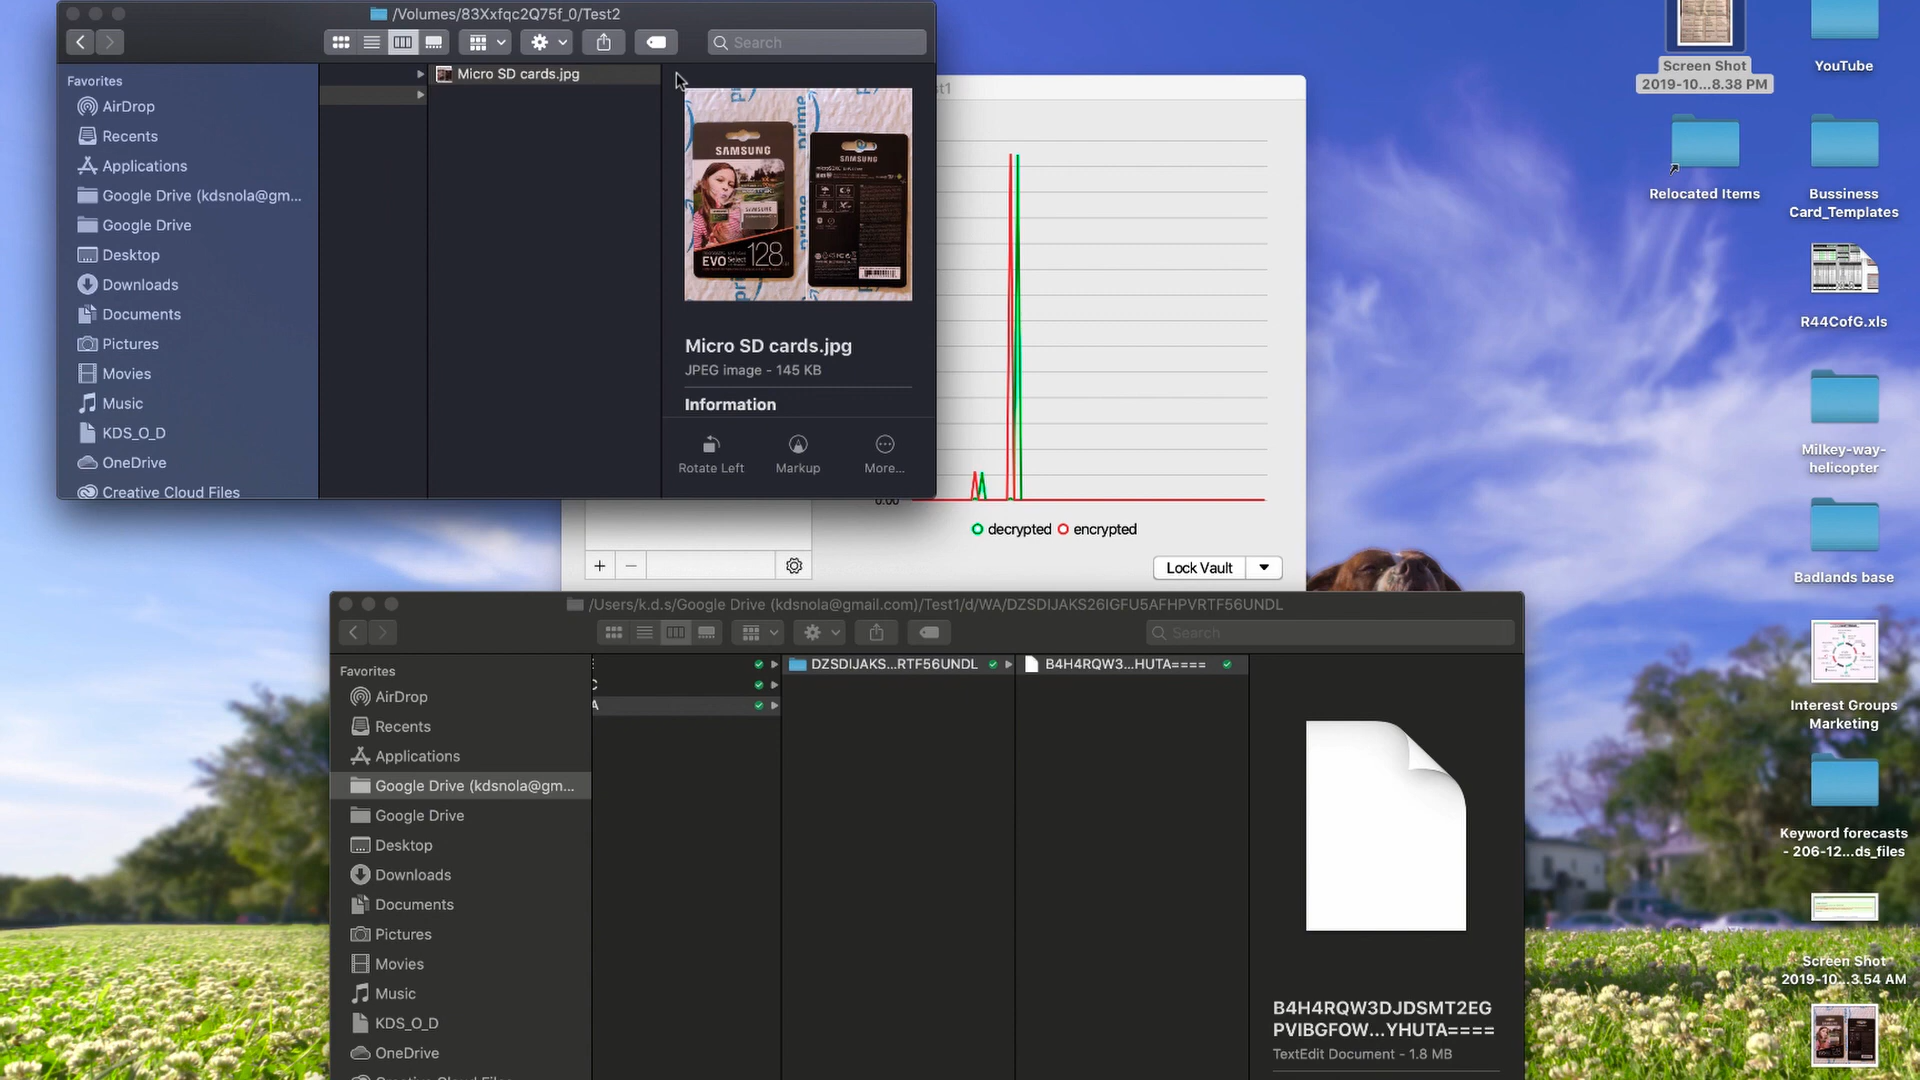 /Volumes/83Xxfqc2Q75f_0/Test2
Search
Favorites
AirDrop
Recents
Applications
Google Drive (kdsnola@gm...
Google Drive
Desktop
Downloads
Documents
Pictures
Movies
Music
KDS_O_D
OneDrive
Creative Cloud Files
Micro SD cards.jpg
SAMSUNG
EVO Select 128
SAMSUNG
prime
Micro SD cards.jpg
JPEG image - 145 KB
Information
Rotate Left
Markup
More...
st1
0.00
decrypted
encrypted
Lock Vault
/Users/k.d.s/Google Drive (kdsnola@gmail.com)/Test1/d/WA/DZSDIJAKS26IGFU5AFHPVRTF56UNDL
Search
Favorites
AirDrop
Recents
Applications
Google Drive (kdsnola@gm...
Google Drive
Desktop
Downloads
Documents
Pictures
Movies
Music
KDS_O_D
OneDrive
DZSDIJAKS...RTF56UNDL
B4H4RQW3...HUTA====
B4H4RQW3DJDSMT2EG
PVIBGFOW...YHUTA====
TextEdit Document - 1.8 MB
Screen Shot
2019-10...8.38 PM
YouTube
Relocated Items
Bussiness
Card_Templates
R44CofG.xls
Milkey-way-
helicopter
Badlands base
Interest Groups
Marketing
Keyword forecasts
- 206-12...ds_files
Screen Shot
2019-10...3.54 AM